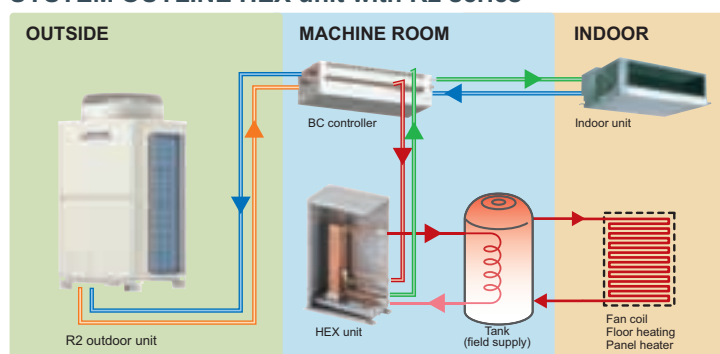 SYSTEM OUTLINE HEX unit with R2 series
OUTSIDE
MACHINE ROOM
INDOOR
BC controller
Indoor unit
R2 outdoor unit
HEX unit
Tank
(field supply)
Fan coil
Floor heating
Panel heater